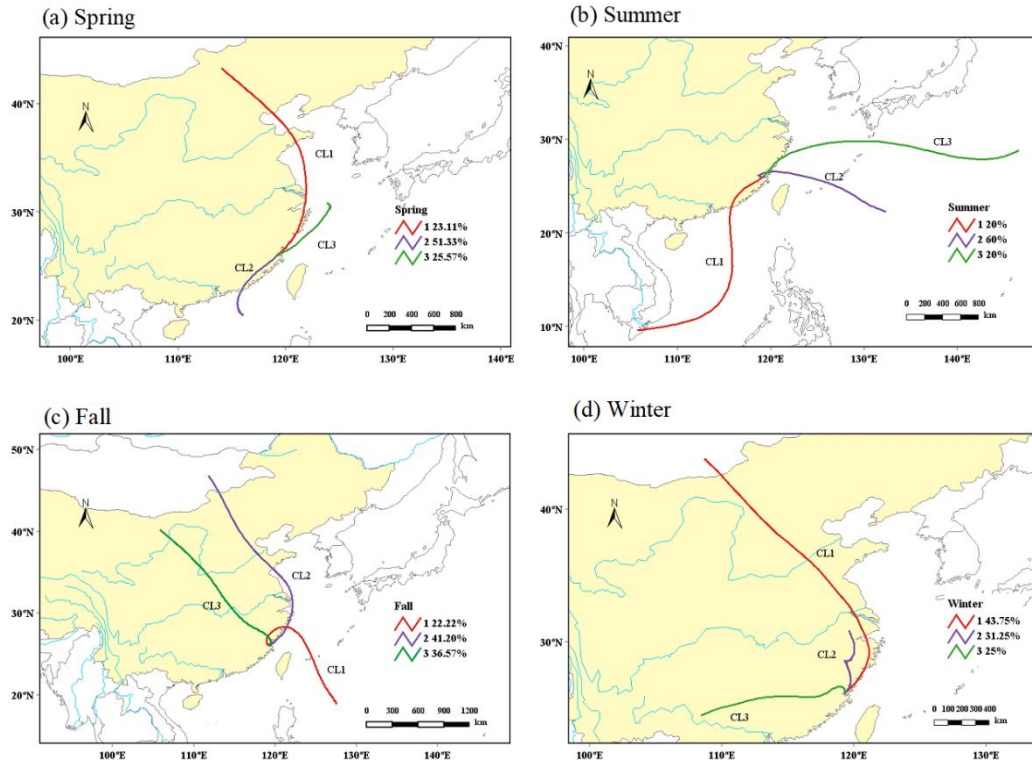 (a) Spring
N
40°N
30°N
20°N
CL1
CL3
CL2
Spring
1 23.11%
2 51.33%
3 25.57%
0 200 400 600 800
km
100°E 110°E 120°E 130°E 140°E
(b) Summer
N
40°N
30°N
20°N
10°N
CL3
CL2
CL1
Summer
1 20%
2 60%
3 20%
0 200 400 600 800
km
100°E 110°E 120°E 130°E 140°E
(c) Fall
N
50°N
40°N
30°N
20°N
CL2
CL3
CL1
Fall
1 22.22%
2 41.20%
3 36.57%
0 300 600 900 1200
km
100°E 110°E 120°E 130°E 140°E
(d) Winter
N
40°N
30°N
CL1
CL2
CL3
Winter
1 43.75%
2 31.25%
3 25%
0 100 200 300 400
km
100°E 110°E 120°E 130°E